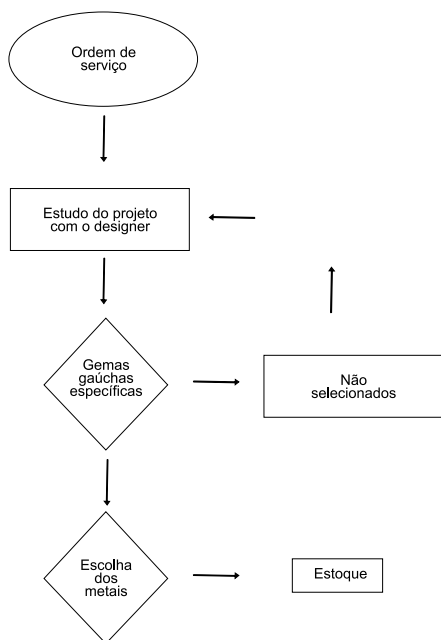 Ordem de
serviço
Estudo do projeto
com o designer
Gemas
gaúchas
específicas
Não
selecionados
Escolha
dos
metais
Estoque